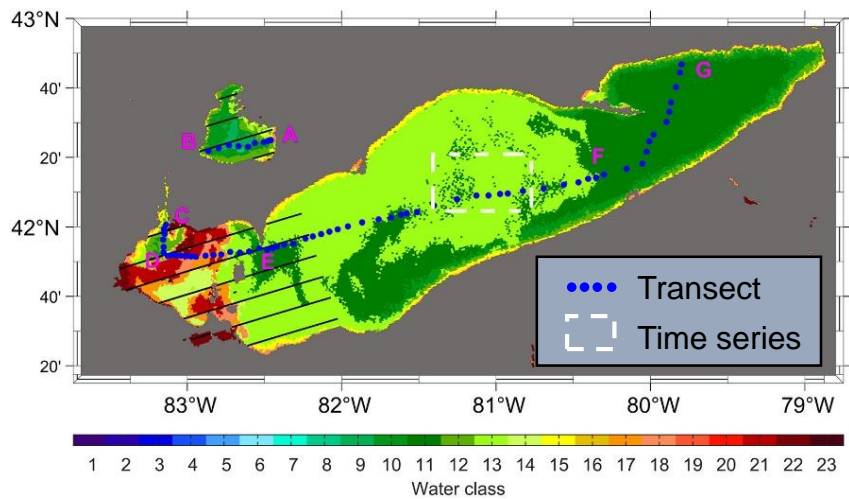 43°N
40'
20'
42°N
40'
20'
A
B
C
D
E
F
G
Transect
Time series
83°W 82°W 81°W 80°W 79°W
1 2 3 4 5 6 7 8 9 10 11 12 13 14 15 16 17 18 19 20 21 22 23
Water class